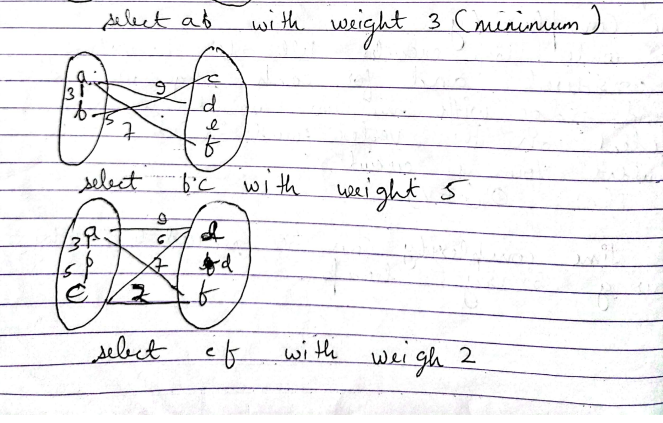 select ab with weight 3 (minimum)
a 9 c
3 d
b 5 e
7 f
select bc with weight 5
a 9 d
3 6
5 b 7 d
c 2 f
select cf with weigh 2